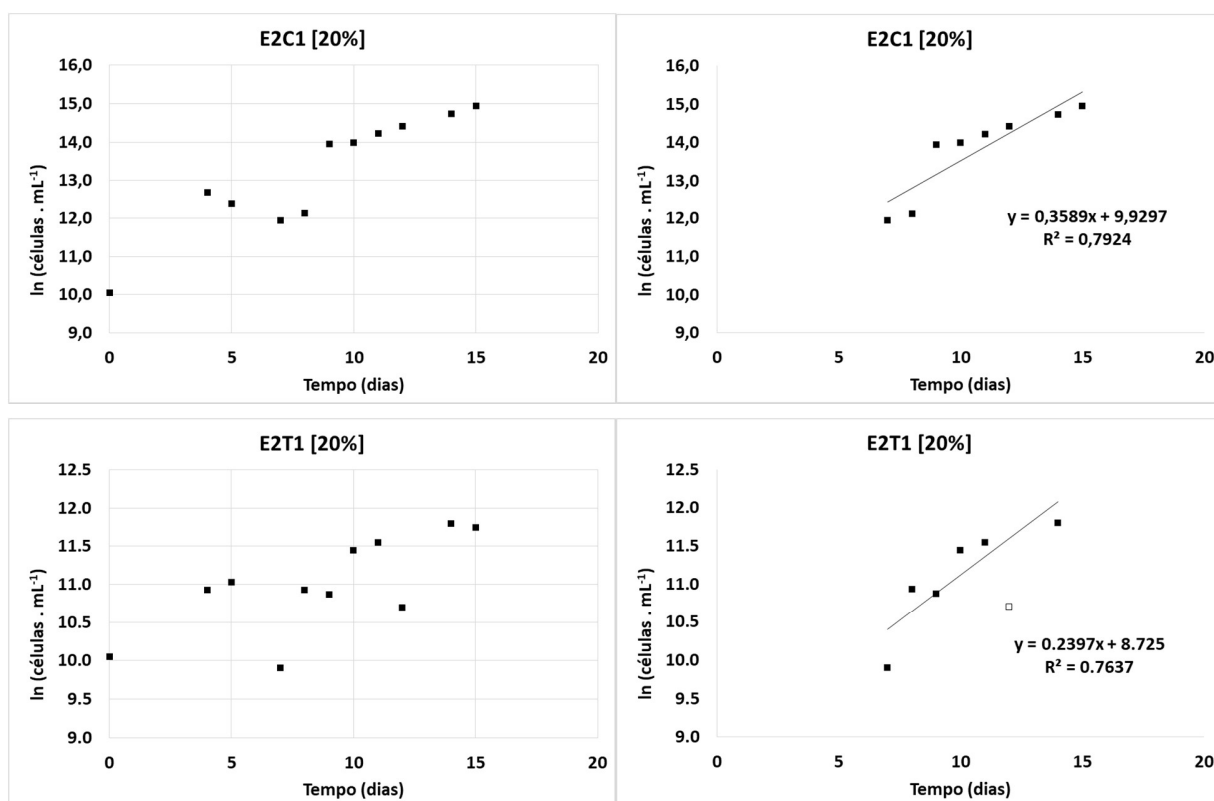 E2C1 [20%]
ln (células . mL⁻¹)
16,0
15,0
14,0
13,0
12,0
11,0
10,0
9,0
0 5 10 15 20
Tempo (dias)
E2C1 [20%]
ln (células . mL⁻¹)
16,0
15,0
14,0
13,0
12,0
11,0
10,0
9,0
y = 0,3589x + 9,9297
R² = 0,7924
0 5 10 15 20
Tempo (dias)
E2T1 [20%]
ln (células . mL⁻¹)
12.5
12.0
11.5
11.0
10.5
10.0
9.5
9.0
0 5 10 15 20
Tempo (dias)
E2T1 [20%]
ln (células . mL⁻¹)
12.5
12.0
11.5
11.0
10.5
10.0
9.5
9.0
y = 0.2397x + 8.725
R² = 0.7637
0 5 10 15 20
Tempo (dias)